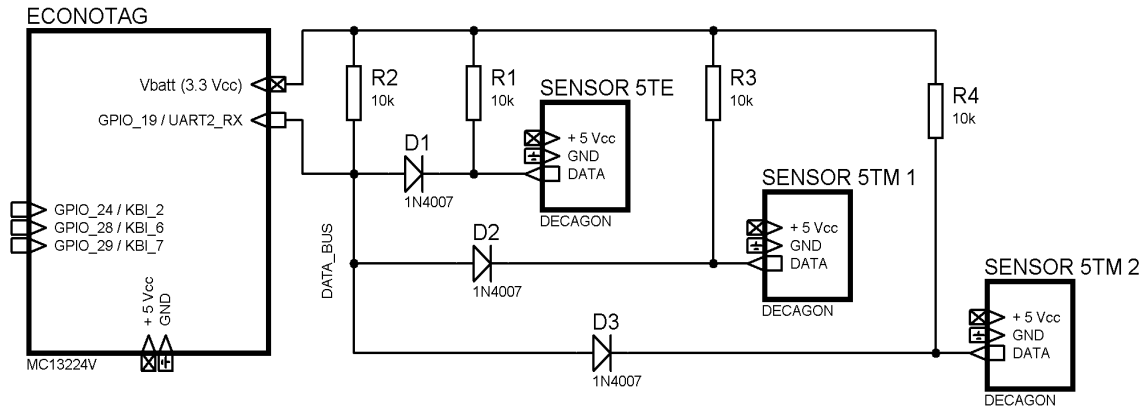 ECONOTAG
Vbatt (3.3 Vcc)
GPIO_19 / UART2_RX
GPIO_24 / KBI_2
GPIO_28 / KBI_6
GPIO_29 / KBI_7
+ 5 Vcc
GND
MC13224V
R2
10k
R1
10k
R3
10k
R4
10k
D1
1N4007
SENSOR 5TE
+ 5 Vcc
GND
DATA
DECAGON
DATA_BUS
D2
1N4007
SENSOR 5TM 1
+ 5 Vcc
GND
DATA
DECAGON
D3
1N4007
SENSOR 5TM 2
+ 5 Vcc
GND
DATA
DECAGON